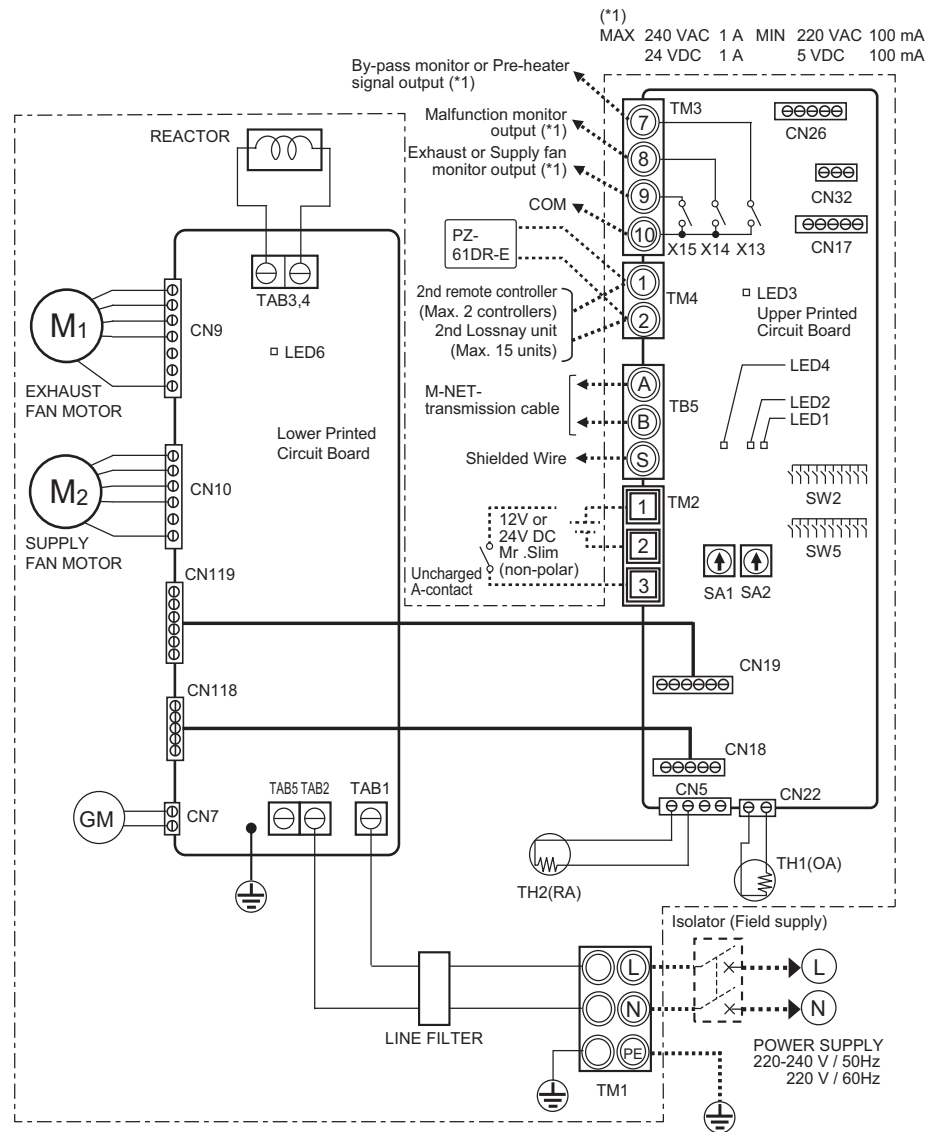 (*1)
MAX 240 VAC 1 A MIN 220 VAC 100 mA
24 VDC 1 A 5 VDC 100 mA
By-pass monitor or Pre-heater
signal output (*1)
Malfunction monitor
output (*1)
Exhaust or Supply fan
monitor output (*1)
COM
PZ-
61DR-E
2nd remote controller
(Max. 2 controllers)
2nd Lossnay unit
(Max. 15 units)
M-NET-
transmission cable
Shielded Wire
12V or
24V DC
Mr .Slim
(non-polar)
Uncharged
A-contact
7
8
9
10
TM3
X15 X14 X13
1
2
TM4
A
B
S
TB5
1
2
3
TM2
CN26
CN32
CN17
LED3
Upper Printed
Circuit Board
LED4
LED2
LED1
SW2
SW5
SA1 SA2
CN19
CN18
CN5
CN22
TH1(OA)
TH2(RA)
REACTOR
TAB3,4
M1
EXHAUST
FAN MOTOR
CN9
LED6
Lower Printed
Circuit Board
M2
SUPPLY
FAN MOTOR
CN10
CN119
CN118
GM
CN7
TAB5 TAB2 TAB1
LINE FILTER
L
N
PE
TM1
Isolator (Field supply)
L
N
POWER SUPPLY
220-240 V / 50Hz
220 V / 60Hz